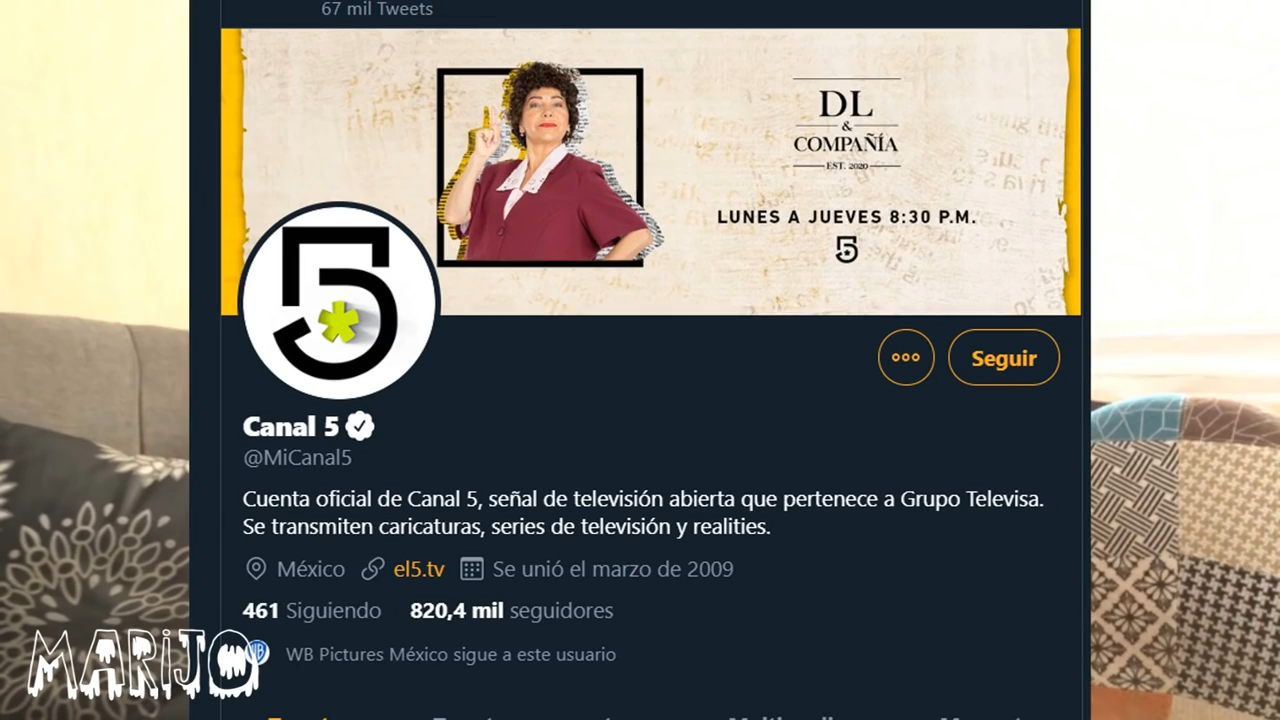 67 mil Tweets
DL
&
COMPAÑÍA
EST. 2020
LUNES A JUEVES 8:30 P.M.
5
5
Seguir
Canal 5
@MiCanal5
Cuenta oficial de Canal 5, señal de televisión abierta que pertenece a Grupo Televisa.
Se transmiten caricaturas, series de televisión y realities.
México el5.tv Se unió el marzo de 2009
461 Siguiendo 820,4 mil seguidores
WB Pictures México sigue a este usuario
MARiJO